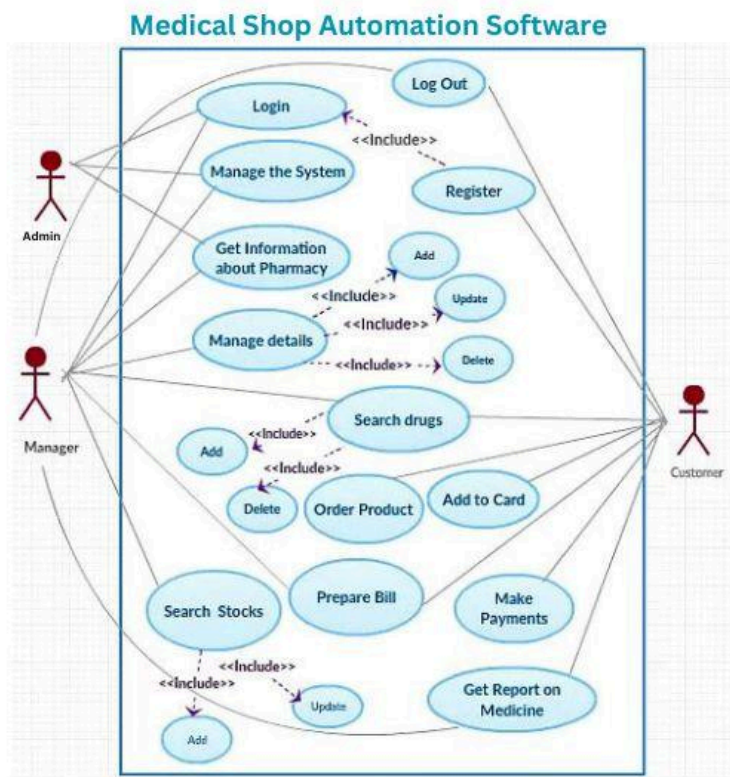 Medical Shop Automation Software
Log Out
Login
<<Include>>
Manage the System
Register
Admin
Get Information
about Pharmacy
Add
<<Include>>
Update
<<Include>>
Manage details
<<Include>>
Delete
Search drugs
<<Include>>
Add
Manager
<<Include>>
Customer
Delete
Order Product
Add to Card
Prepare Bill
Search Stocks
Make
Payments
<<Include>>
<<Include>>
Get Report on
Medicine
Update
Add